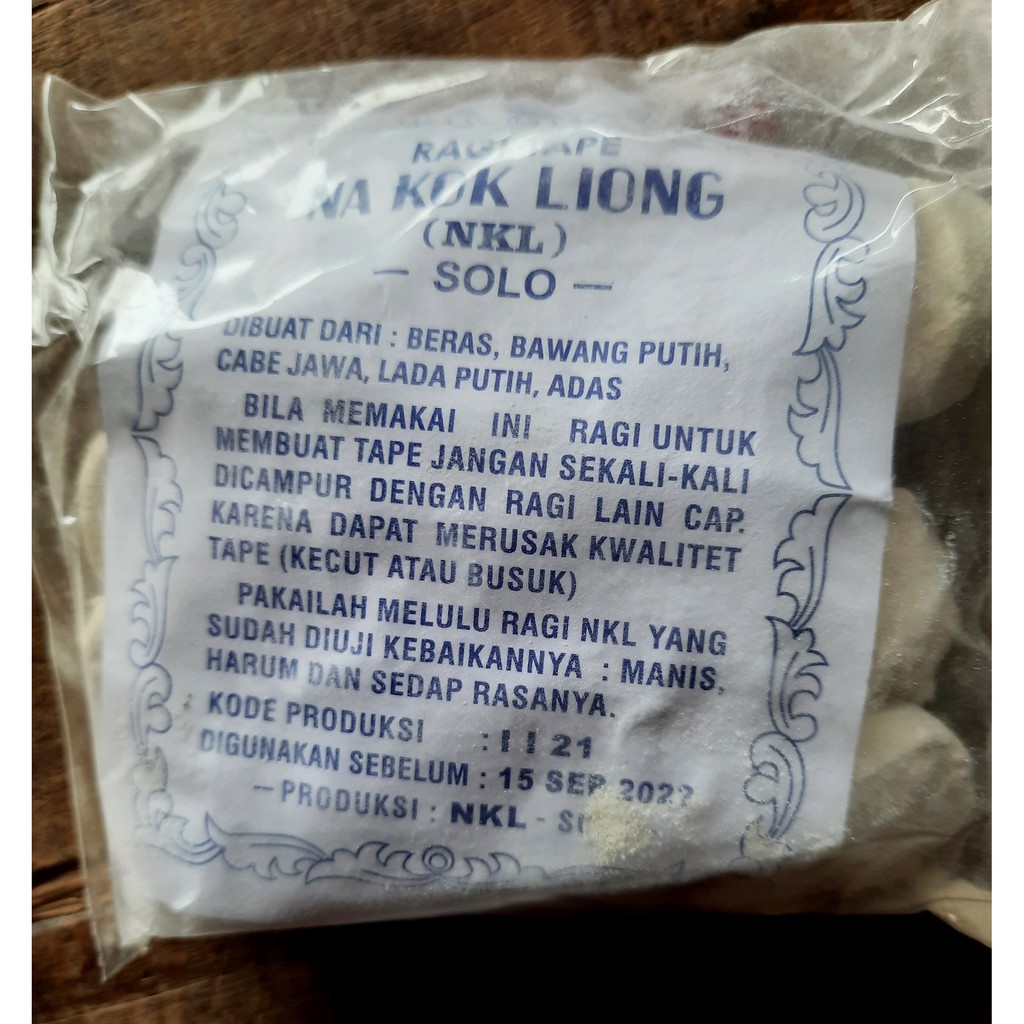 RAGI TAPE
NA KOK LIONG
(NKL)
— SOLO —
DIBUAT DARI : BERAS, BAWANG PUTIH,
CABE JAWA, LADA PUTIH, ADAS
BILA MEMAKAI INI RAGI UNTUK
MEMBUAT TAPE JANGAN SEKALI-KALI
DICAMPUR DENGAN RAGI LAIN CAP.
KARENA DAPAT MERUSAK KWALITET
TAPE (KECUT ATAU BUSUK)
PAKAILAH MELULU RAGI NKL YANG
SUDAH DIUJI KEBAIKANNYA : MANIS,
HARUM DAN SEDAP RASANYA.
KODE PRODUKSI : I I 21
DIGUNAKAN SEBELUM : 15 SEP 2022
— PRODUKSI : NKL -